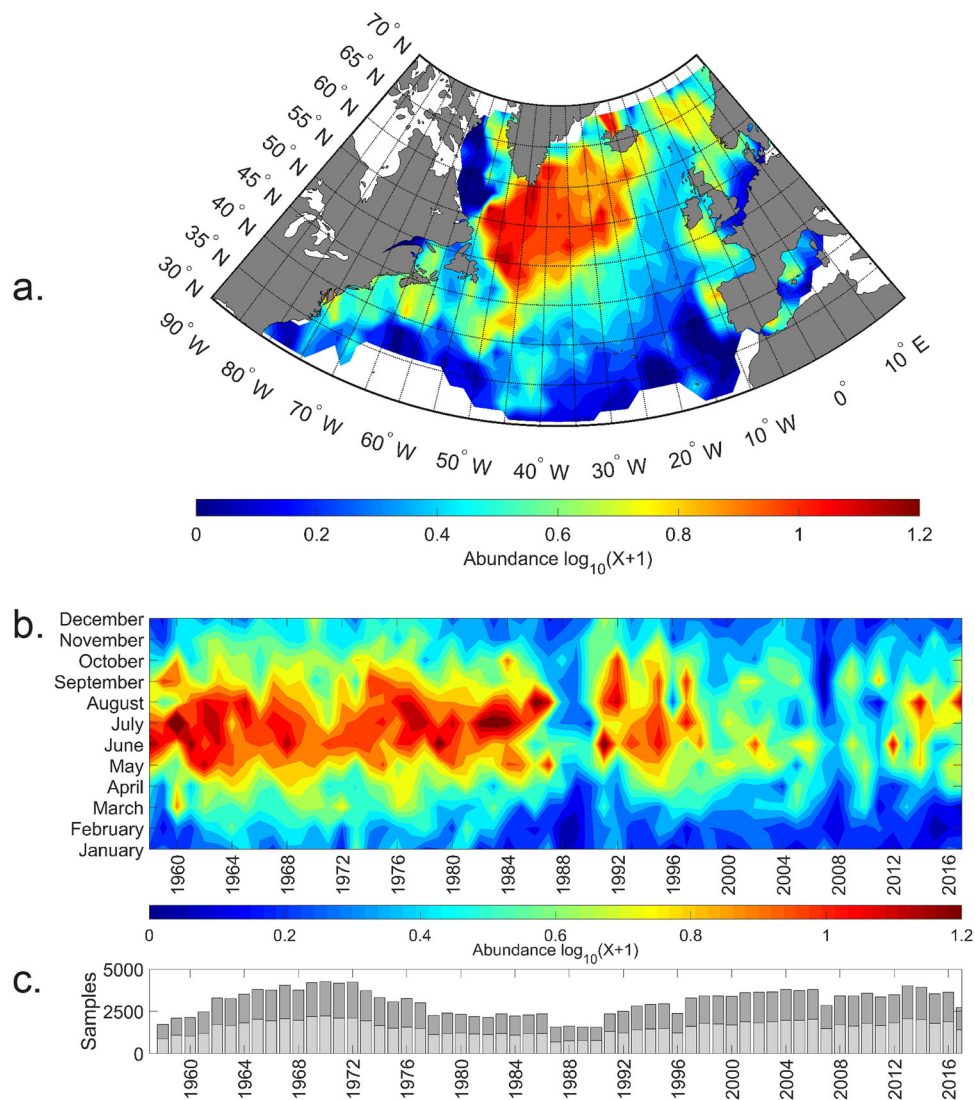 a.
70°N
65°N
60°N
55°N
50°N
45°N
40°N
35°N
30°N
90°W
80°W
70°W
60°W
50°W
40°W
30°W
20°W
10°W
0°
10°E
0 0.2 0.4 0.6 0.8 1 1.2
Abundance log10(X+1)
b.
December
November
October
September
August
July
June
May
April
March
February
January
1960 1964 1968 1972 1976 1980 1984 1988 1992 1996 2000 2004 2008 2012 2016
0 0.2 0.4 0.6 0.8 1 1.2
Abundance log10(X+1)
c.
Samples
5000
2500
0
1960 1964 1968 1972 1976 1980 1984 1988 1992 1996 2000 2004 2008 2012 2016